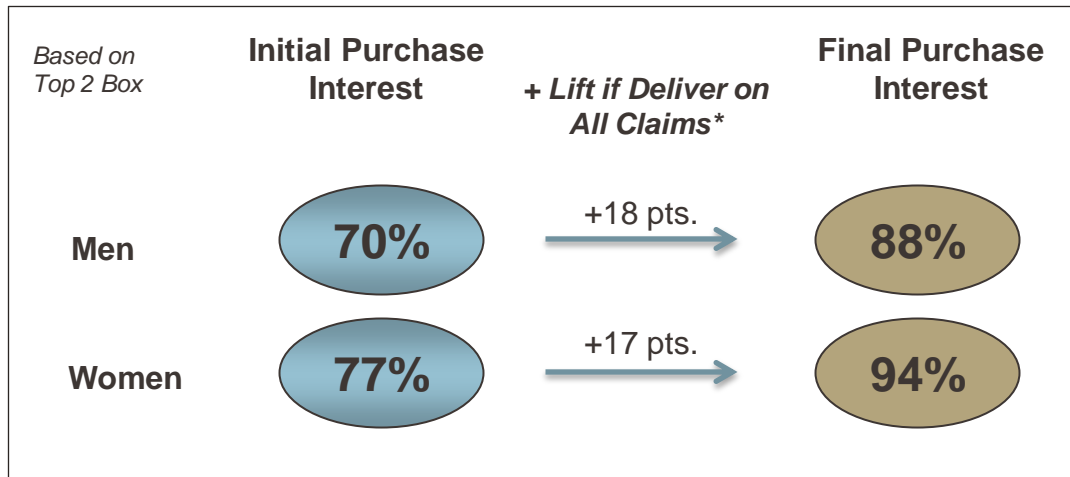 Based on
Top 2 Box
Initial Purchase
Interest
+ Lift if Deliver on
All Claims*
Final Purchase
Interest
Men
70%
+18 pts.
88%
Women
77%
+17 pts.
94%